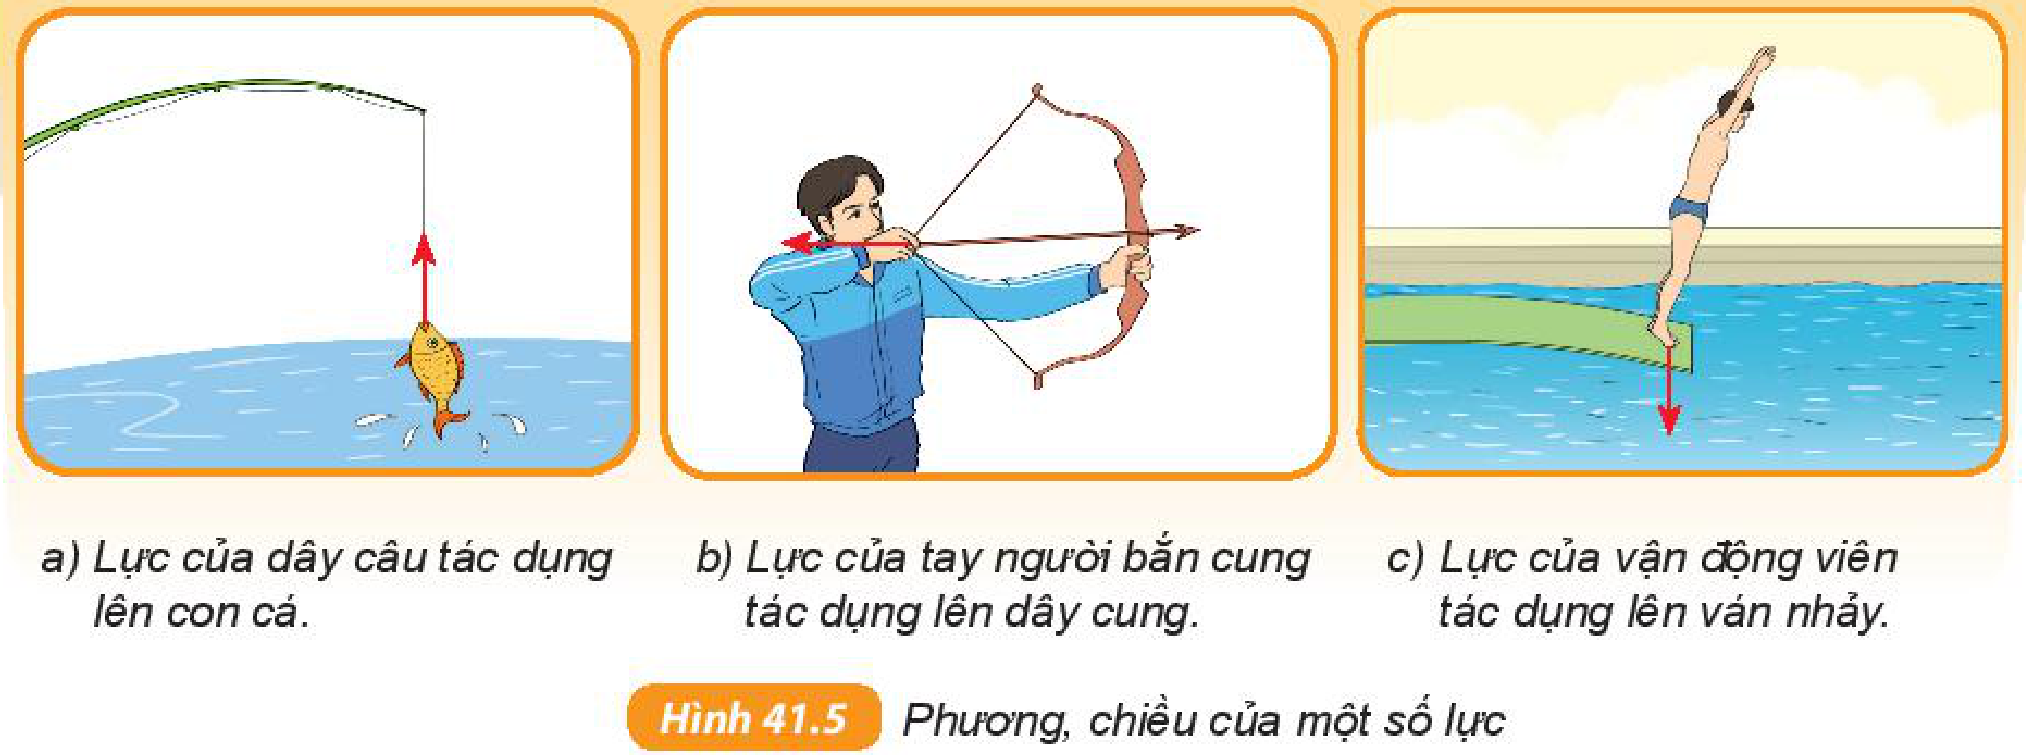 a) Lực của dây câu tác dụng
lên con cá.
b) Lực của tay người bắn cung
tác dụng lên dây cung.
c) Lực của vận động viên
tác dụng lên ván nhảy.
Hình 41.5 Phương, chiều của một số lực